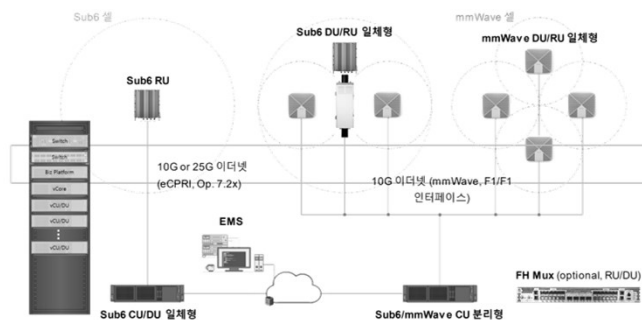 Sub6 셀
Sub6 DU/RU 일체형
mmWave 셀
mmWave DU/RU 일체형
Sub6 RU
Switch
Switch
Biz Platform
vCore
vCU/DU
vCU/DU
vCU/DU
10G or 25G 이더넷
(eCPRI, Op. 7.2x)
10G 이더넷 (mmWave, F1/F1
인터페이스)
EMS
FH Mux (optional, RU/DU)
Sub6 CU/DU 일체형
Sub6/mmWave CU 분리형